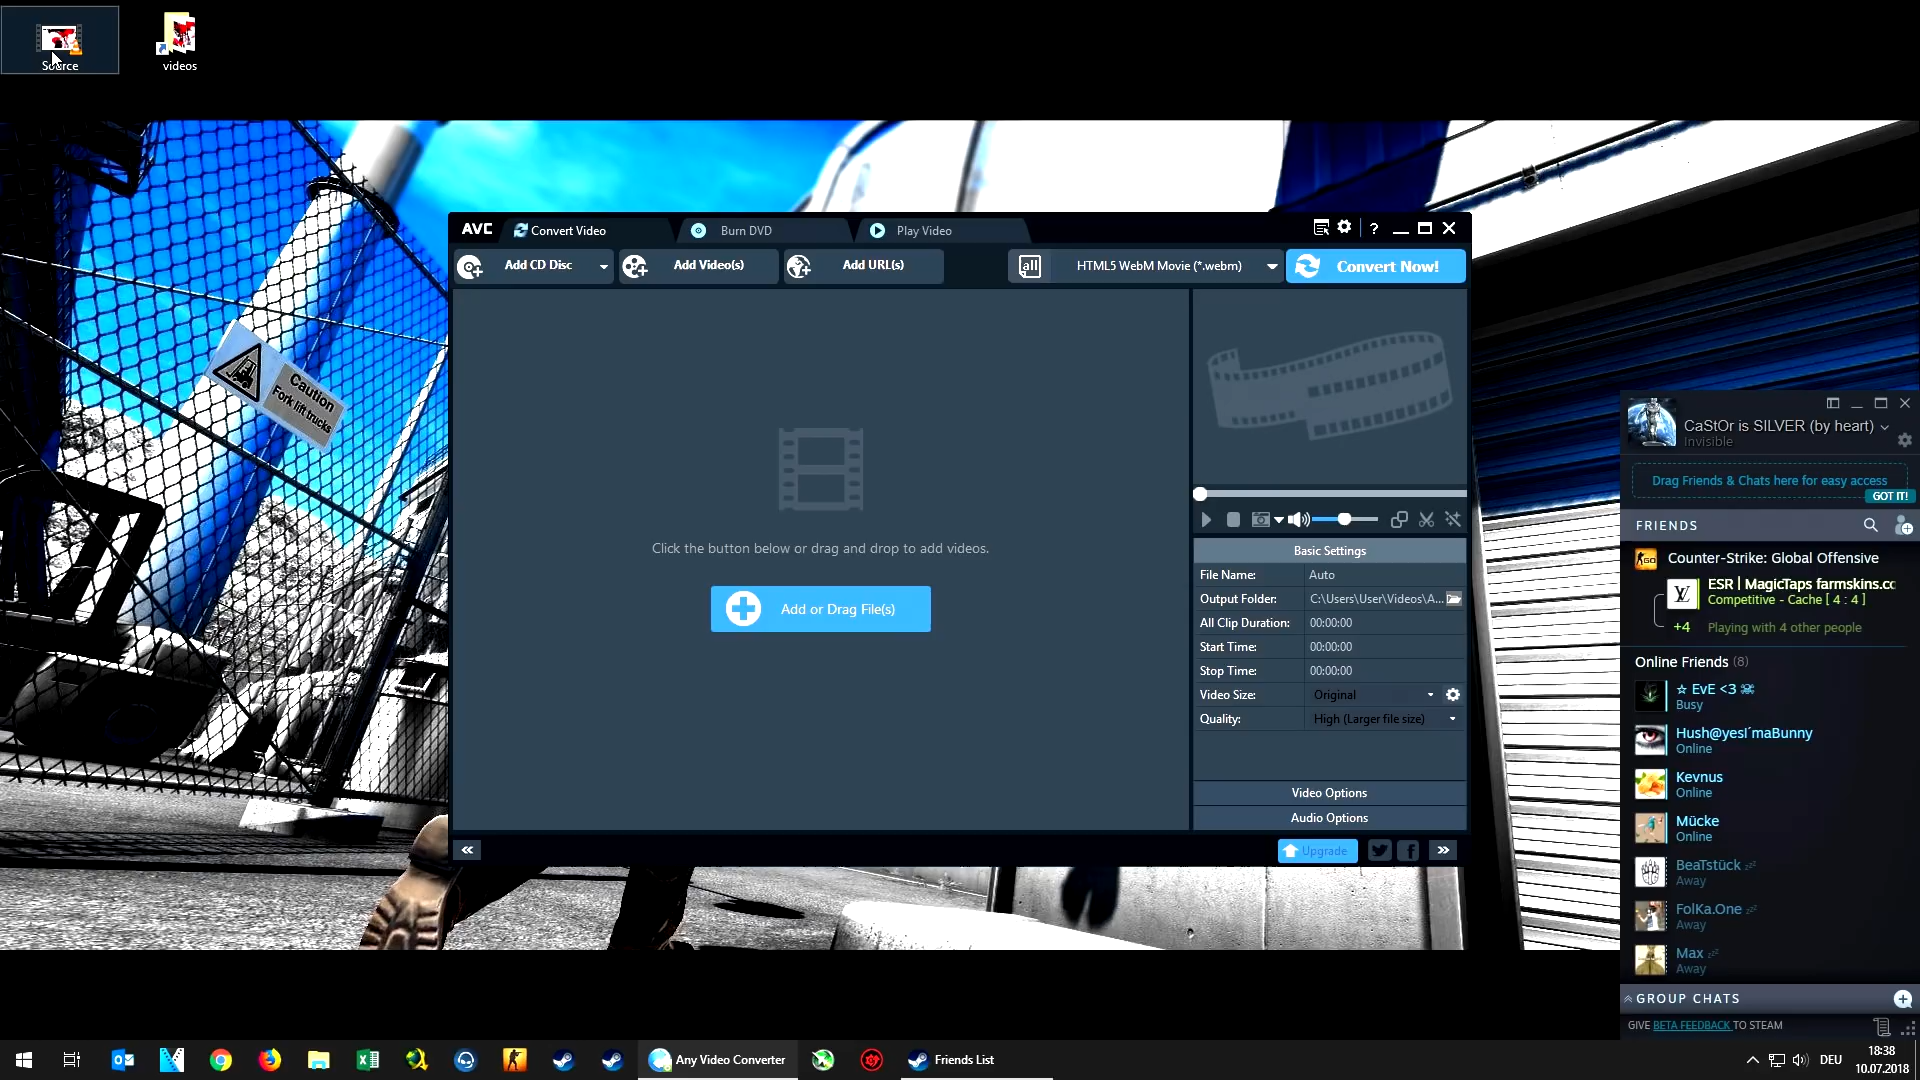 Source
videos
Caution
Fork lift trucks
AVC
Convert Video
Burn DVD
Play Video
?
Add CD Disc
Add Video(s)
Add URL(s)
all
HTML5 WebM Movie (*.webm)
Convert Now!
Click the button below or drag and drop to add videos.
Add or Drag File(s)
Basic Settings
File Name: Auto
Output Folder: C:\Users\User\Videos\A...
All Clip Duration: 00:00:00
Start Time: 00:00:00
Stop Time: 00:00:00
Video Size: Original
Quality: High (Larger file size)
Video Options
Audio Options
Upgrade
CaStOr is SILVER (by heart)
Invisible
Drag Friends & Chats here for easy access
GOT IT!
FRIENDS
Counter-Strike: Global Offensive
ESR | MagicTaps farmskins.cc
Competitive - Cache [ 4 : 4 ]
+4 Playing with 4 other people
Online Friends (8)
☆ EvE <3 ☠
Busy
Hush@yesI´maBunny
Online
Kevnus
Online
Mücke
Online
BeaTstück zz
Away
FolKa.One zz
Away
Max zz
Away
GROUP CHATS
GIVE BETA FEEDBACK TO STEAM
Any Video Converter
Friends List
DEU
18:38
10.07.2018